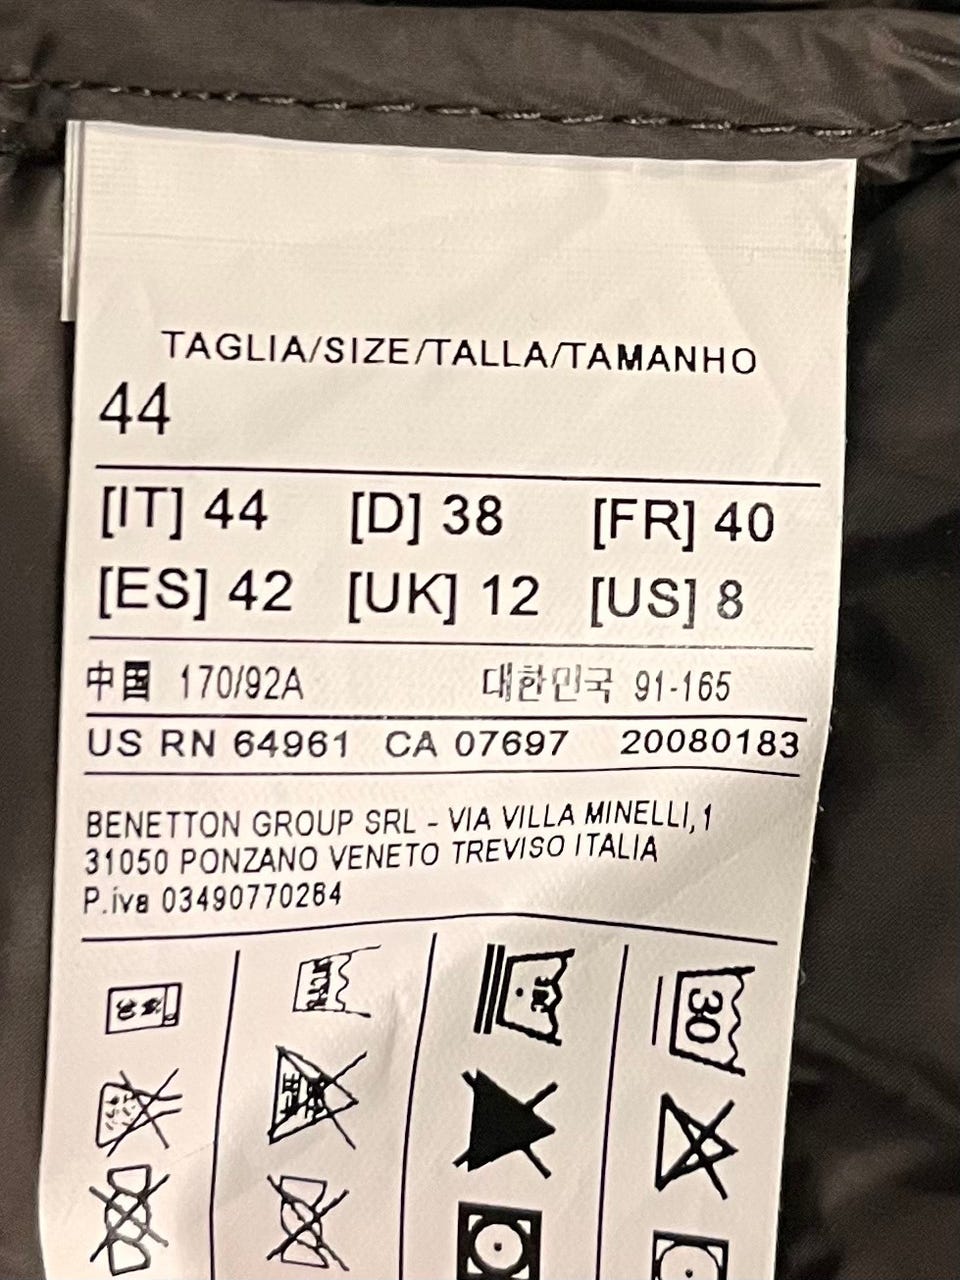 TAGLIA/SIZE/TALLA/TAMANHO
44
[IT] 44 [D] 38 [FR] 40
[ES] 42 [UK] 12 [US] 8
中国 170/92A 대한민국 91-165
US RN 64961 CA 07697 20080183
BENETTON GROUP SRL - VIA VILLA MINELLI,1
31050 PONZANO VENETO TREVISO ITALIA
P.iva 03490770264
30